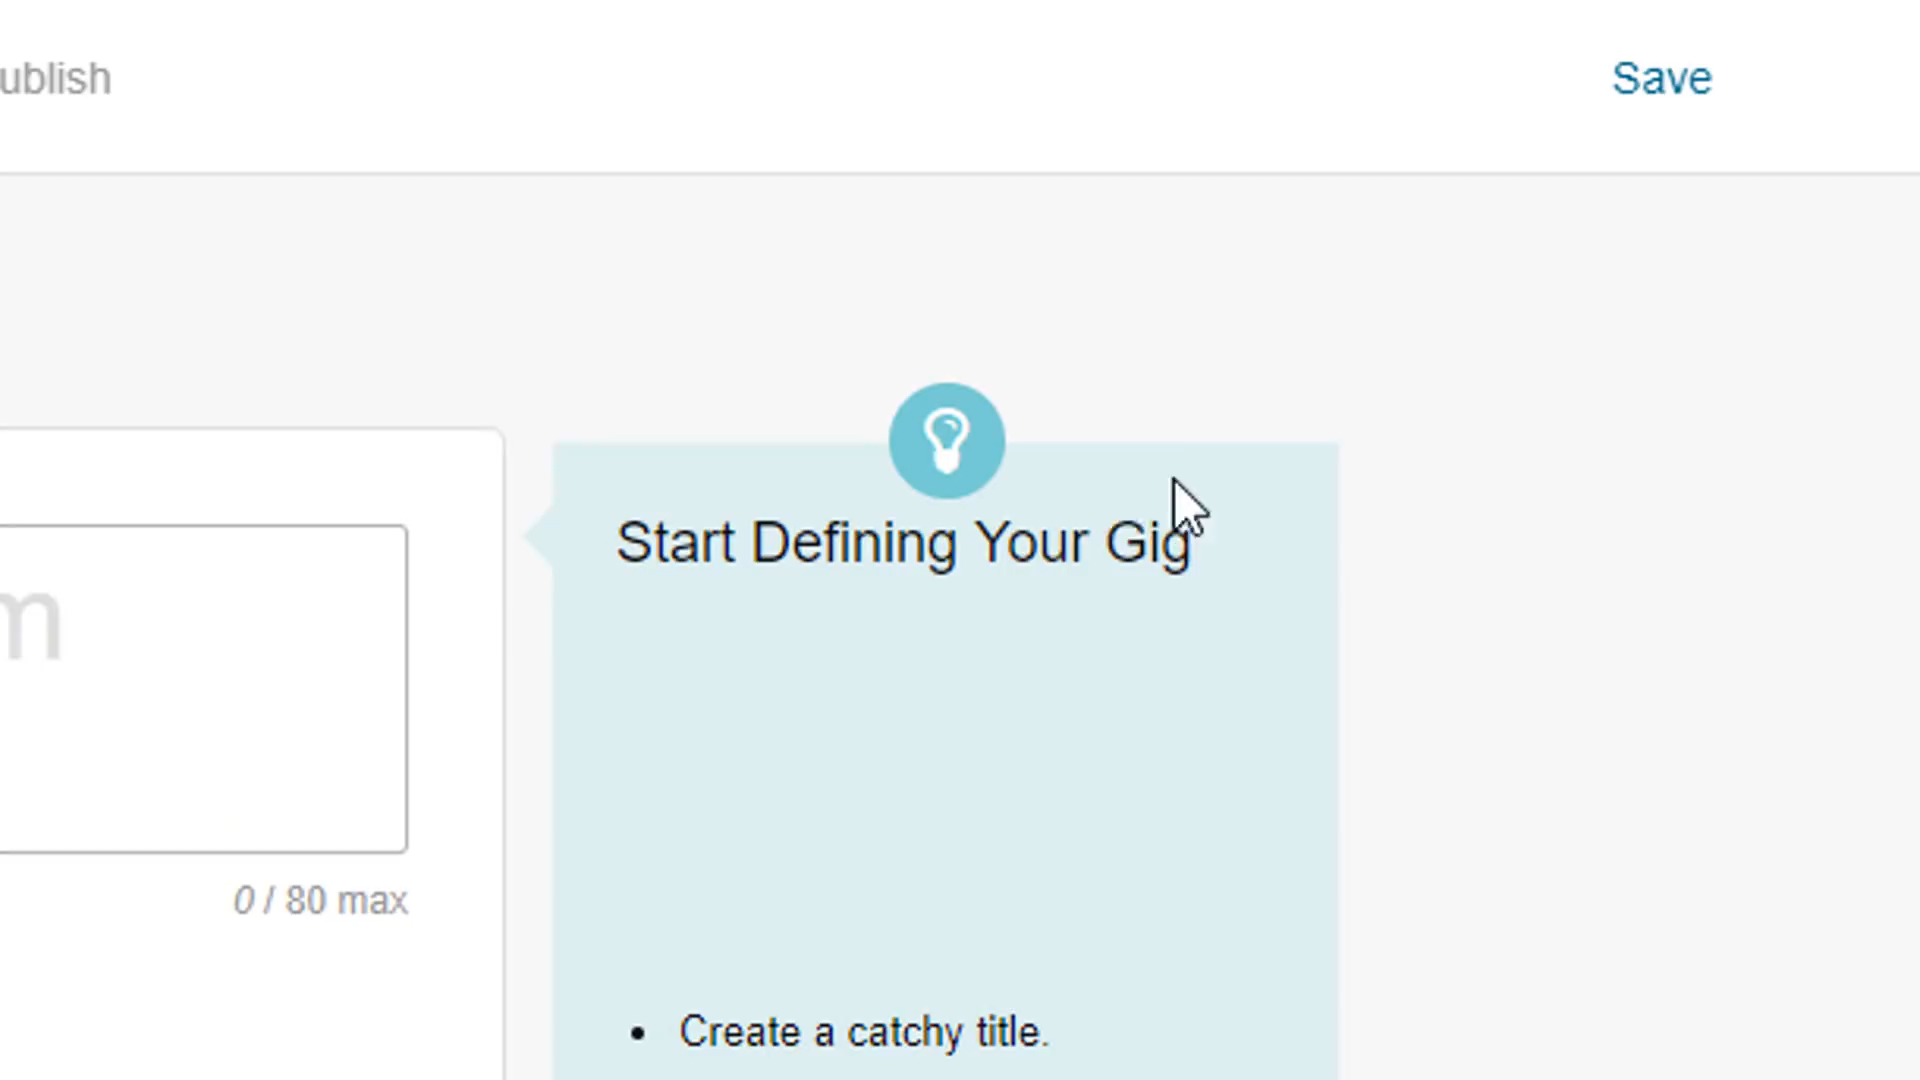 ublish
Save
Start Defining Your Gig
m
0 / 80 max
Create a catchy title.